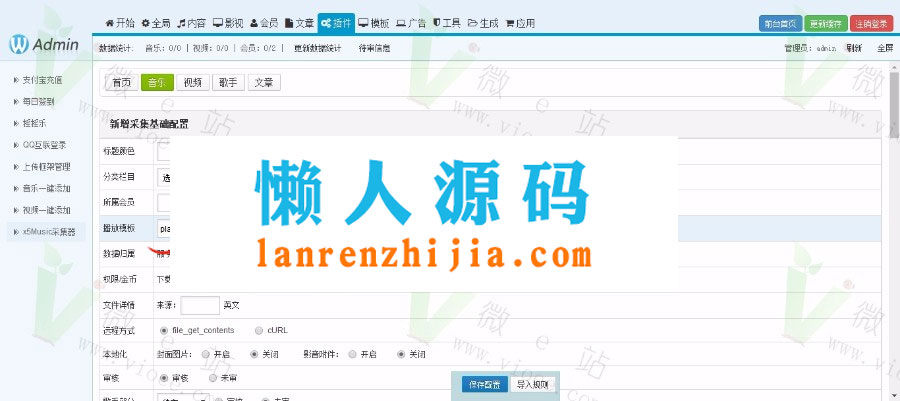 开始 全局 内容 影视 会员 文章 插件 模板 广告 工具 生成 应用
前台首页 更新缓存 注销登录
Admin
数据统计: 音乐:0/0 | 视频:0/0 | 会员:0/2 | 更新数据统计 待审信息
管理员:admin 刷新 全屏
支付宝充值
每日签到
摇摇乐
QQ互联登录
上传框架管理
音乐一键添加
视频一键添加
x5Music采集器
首页 音乐 视频 歌手 文章
新增采集基础配置
标题颜色
分类栏目
所属会员
播放模板 pla
数据归属
权限/金币 下载
文件详情 来源: 英文
远程方式 file_get_contents cURL
本地化 封面图片: 开启 关闭 影音附件: 开启 关闭
审核 审核 未审
保存配置 导入规则
懒人源码
lanrenzhijia.com
微e站
www.vioe.cn